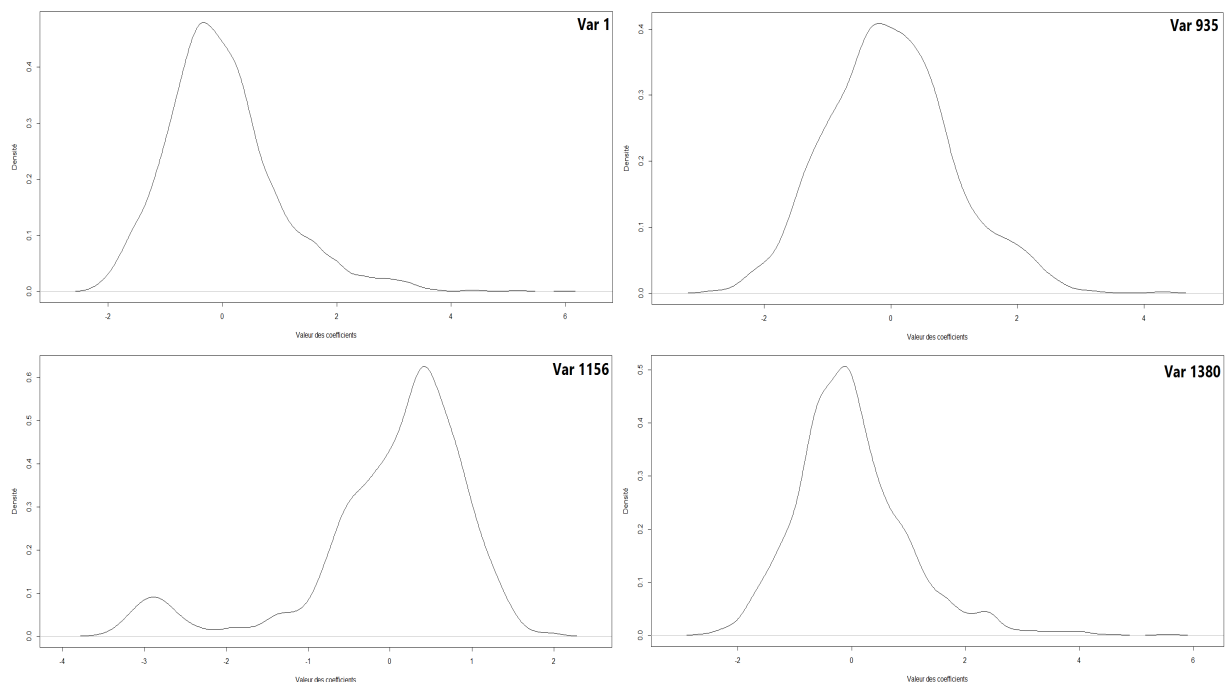 Var 1
Densité
0.0 0.1 0.2 0.3 0.4
-2 0 2 4 6
Valeur des coefficients
Var 935
Densité
0.0 0.1 0.2 0.3 0.4
-2 0 2 4
Valeur des coefficients
Var 1156
Densité
0.0 0.1 0.2 0.3 0.4 0.5 0.6
-4 -3 -2 -1 0 1 2
Valeur des coefficients
Var 1380
Densité
0.0 0.1 0.2 0.3 0.4 0.5
-2 0 2 4 6
Valeur des coefficients